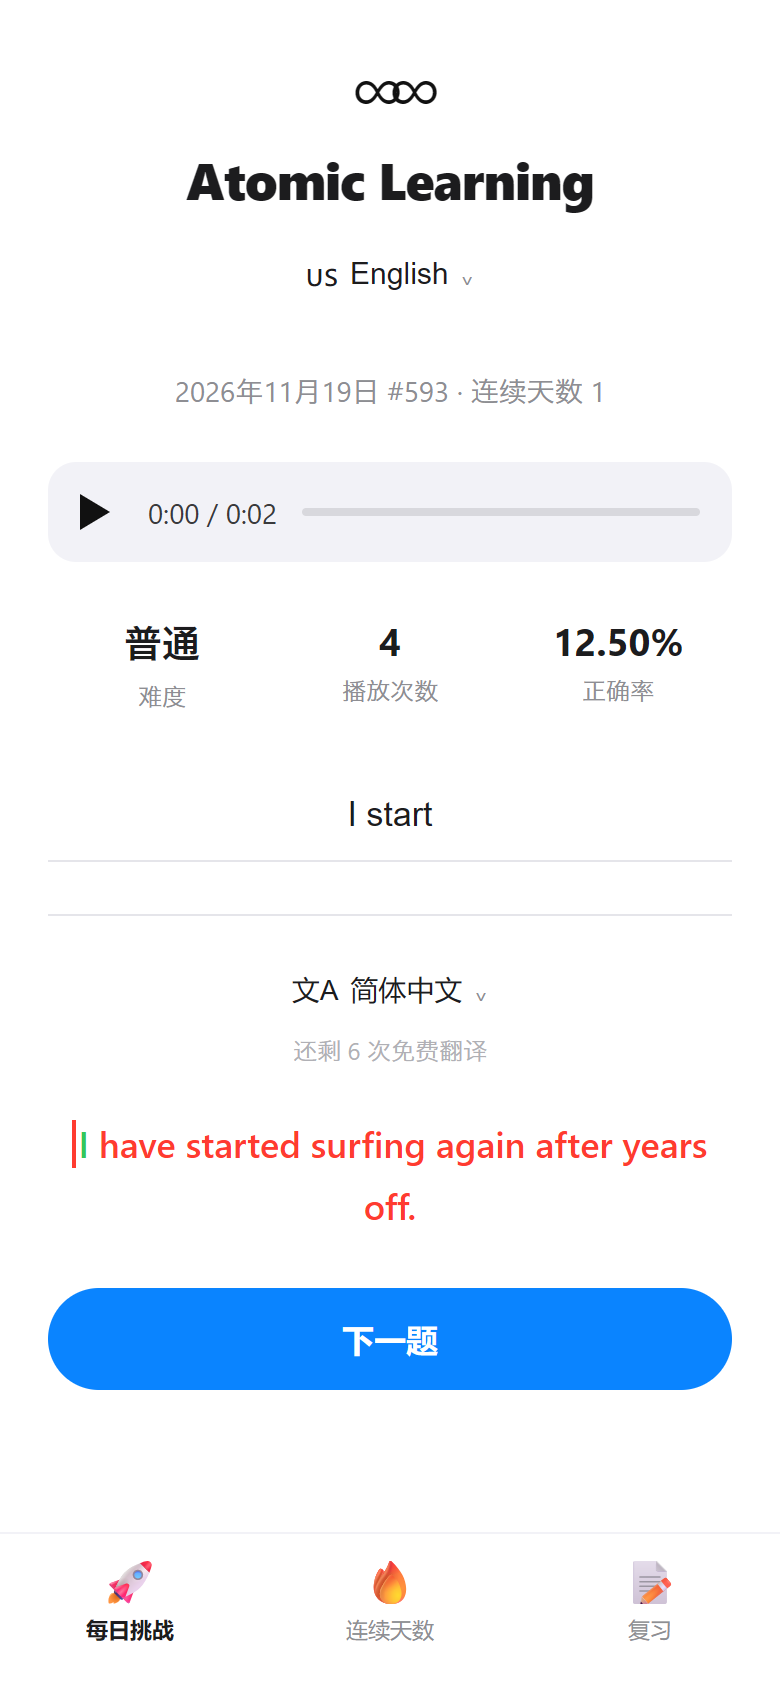 Atomic Learning
US English
2026年11月19日 #593 · 连续天数 1
0:00 / 0:02
普通 4 12.50%
难度 播放次数 正确率
I start
文A 简体中文
还剩 6 次免费翻译
I have started surfing again after years
off.
下一题
每日挑战 连续天数 复习